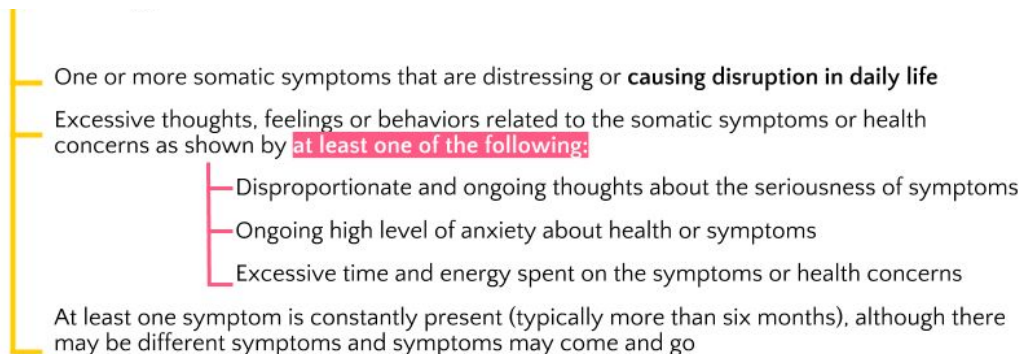 One or more somatic symptoms that are distressing or causing disruption in daily life
Excessive thoughts, feelings or behaviors related to the somatic symptoms or health
concerns as shown by at least one of the following:
Disproportionate and ongoing thoughts about the seriousness of symptoms
Ongoing high level of anxiety about health or symptoms
Excessive time and energy spent on the symptoms or health concerns
At least one symptom is constantly present (typically more than six months), although there
may be different symptoms and symptoms may come and go